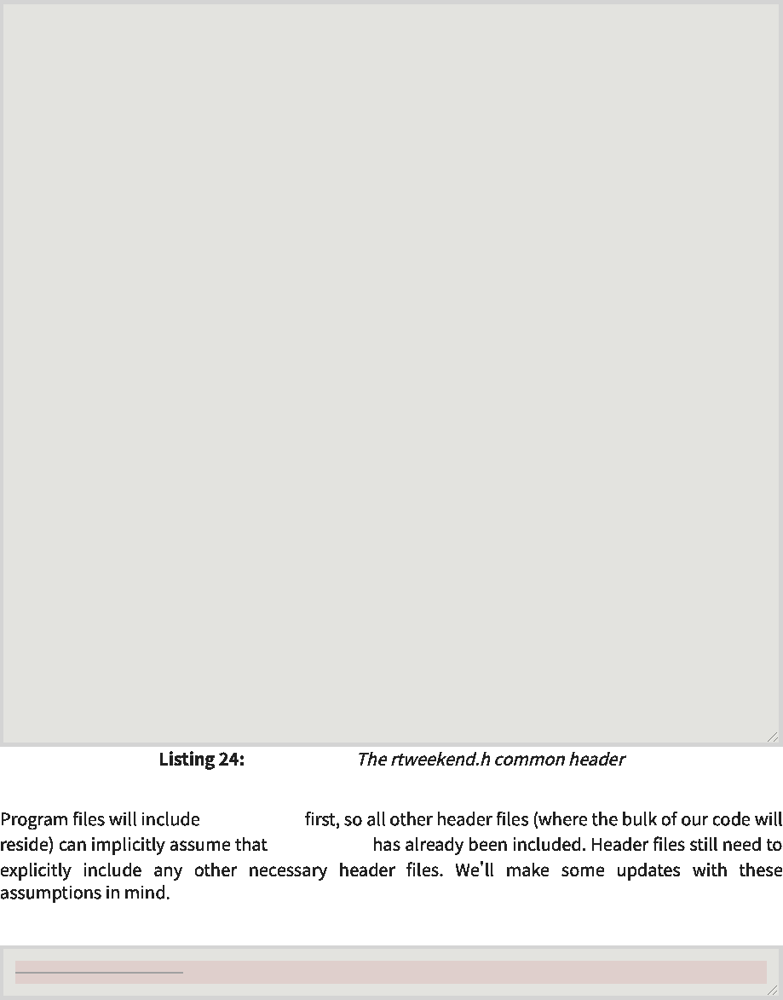 Listing 24: The rtweekend.h common header
Program files will include first, so all other header files (where the bulk of our code will
reside) can implicitly assume that has already been included. Header files still need to
explicitly include any other necessary header files. We'll make some updates with these
assumptions in mind.